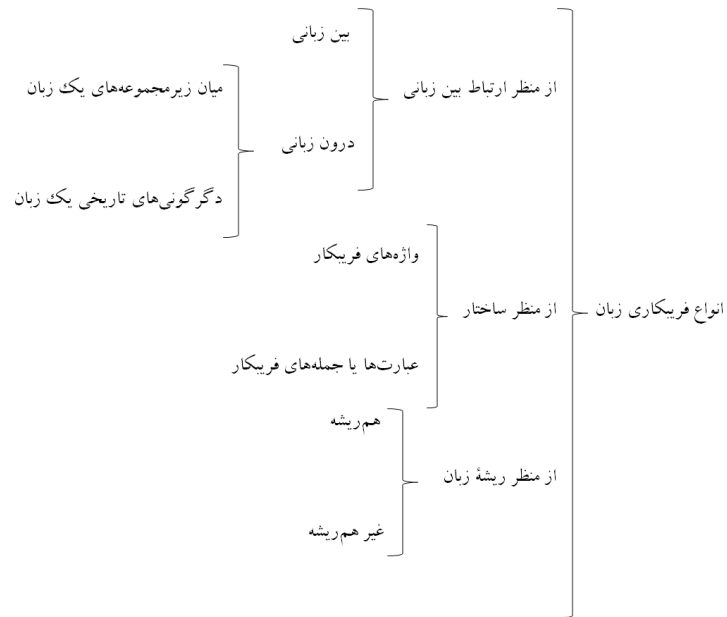 انواع فریبکاری زبان
از منظر ارتباط بین زبانی
بین زبانی
درون زبانی
میان زیرمجموعه‌های یک زبان
دگرگونی‌های تاریخی یک زبان
از منظر ساختار
واژه‌های فریبکار
عبارت‌ها یا جمله‌های فریبکار
از منظر ریشۀ زبان
هم‌ریشه
غیر هم‌ریشه